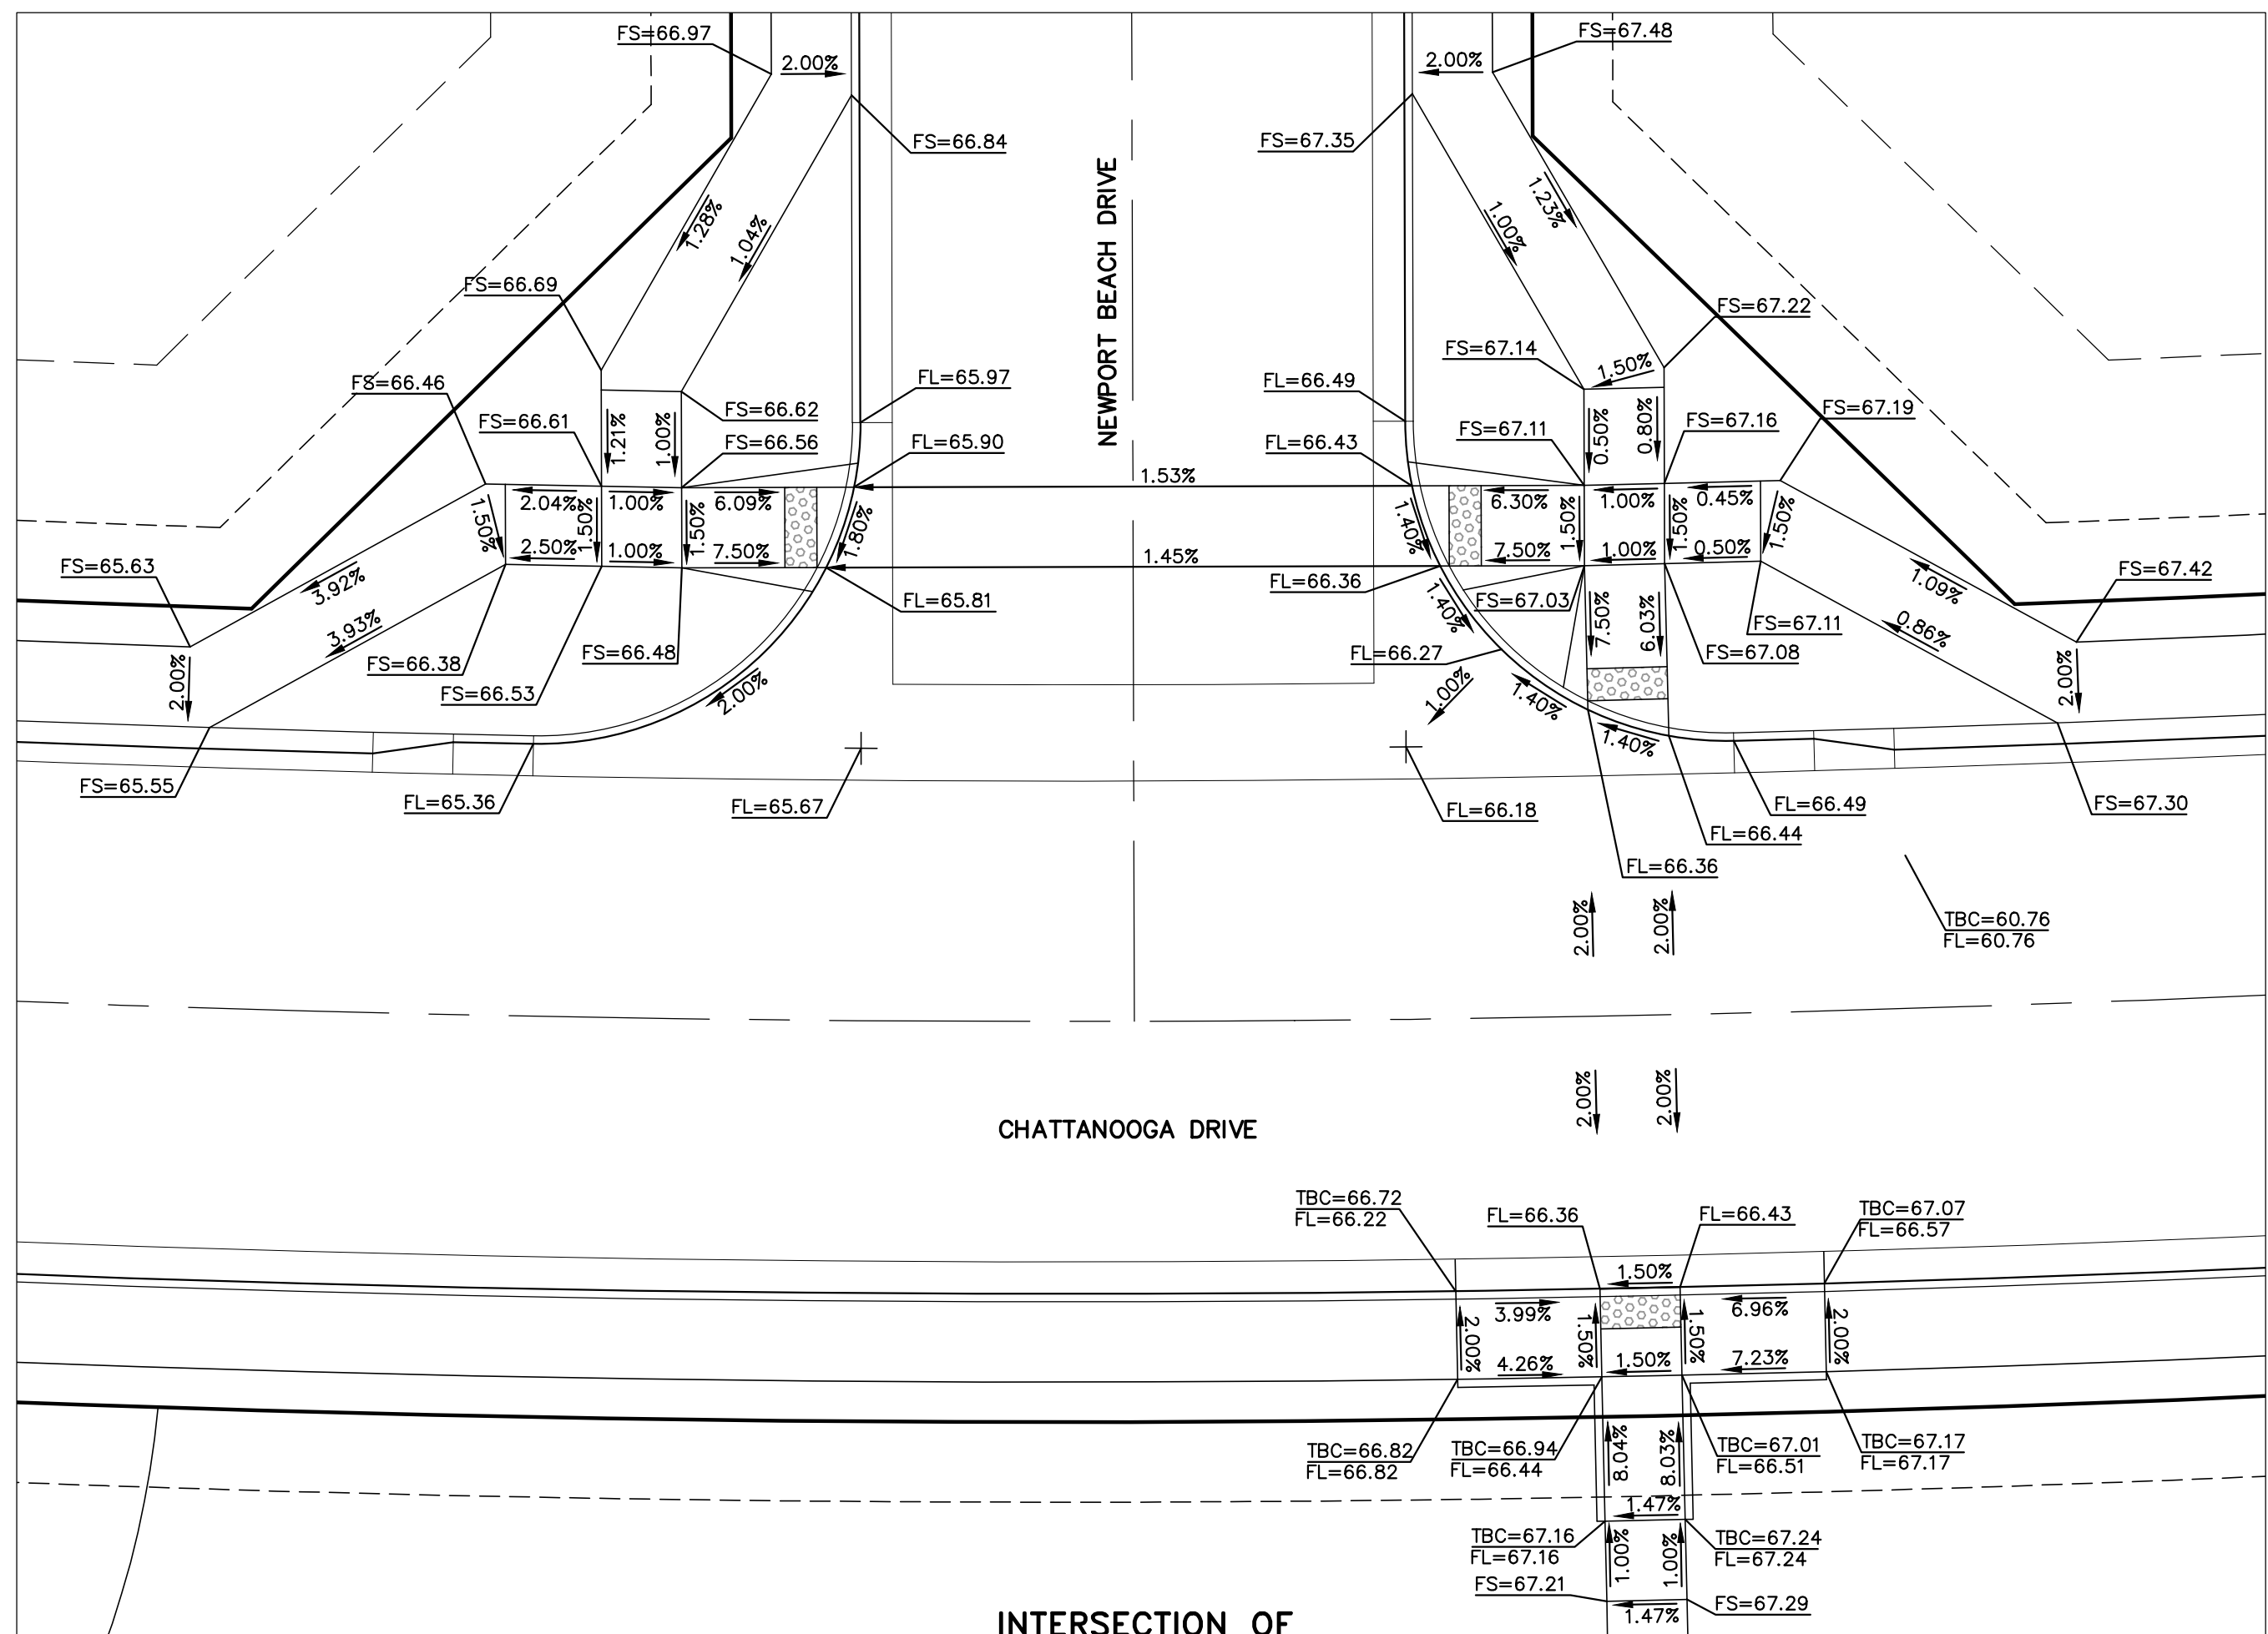 FS=66.97
2.00%
2.00%
FS=67.48
FS=66.84
FS=67.35
NEWPORT BEACH DRIVE
1.28%
1.04%
1.00%
1.23%
FS=66.69
FS=67.22
FS=66.46
FS=67.14
1.50%
FL=65.97
FL=66.49
FS=66.61
FS=66.62
FS=67.19
1.21%
1.00%
FS=66.56
FL=65.90
FL=66.43
FS=67.11
0.50%
0.80%
FS=67.16
1.53%
1.50%
2.04%
1.50%
1.00%
1.50%
6.09%
1.80%
1.40%
6.30%
1.50%
1.00%
1.50%
0.45%
1.50%
2.50%
1.00%
7.50%
1.45%
7.50%
1.00%
0.50%
FS=65.63
3.92%
FL=65.81
FL=66.36
1.40%
FS=67.03
1.09%
FS=67.42
3.93%
7.50%
6.03%
FS=67.11
0.86%
FS=66.38
FS=66.48
FL=66.27
FS=67.08
2.00%
FS=66.53
2.00%
1.00%
1.40%
1.40%
2.00%
FS=65.55
FL=65.36
FL=65.67
FL=66.18
FL=66.49
FS=67.30
FL=66.44
FL=66.36
2.00%
2.00%
TBC=60.76
FL=60.76
2.00%
2.00%
CHATTANOOGA DRIVE
TBC=66.72
FL=66.22
FL=66.36
FL=66.43
TBC=67.07
FL=66.57
1.50%
3.99%
6.96%
2.00%
1.50%
1.50%
2.00%
4.26%
1.50%
7.23%
TBC=66.82
FL=66.82
TBC=66.94
FL=66.44
8.04%
8.03%
TBC=67.01
FL=66.51
TBC=67.17
FL=67.17
1.47%
TBC=67.16
FL=67.16
1.00%
1.00%
TBC=67.24
FL=67.24
FS=67.21
1.47%
FS=67.29
INTERSECTION OF